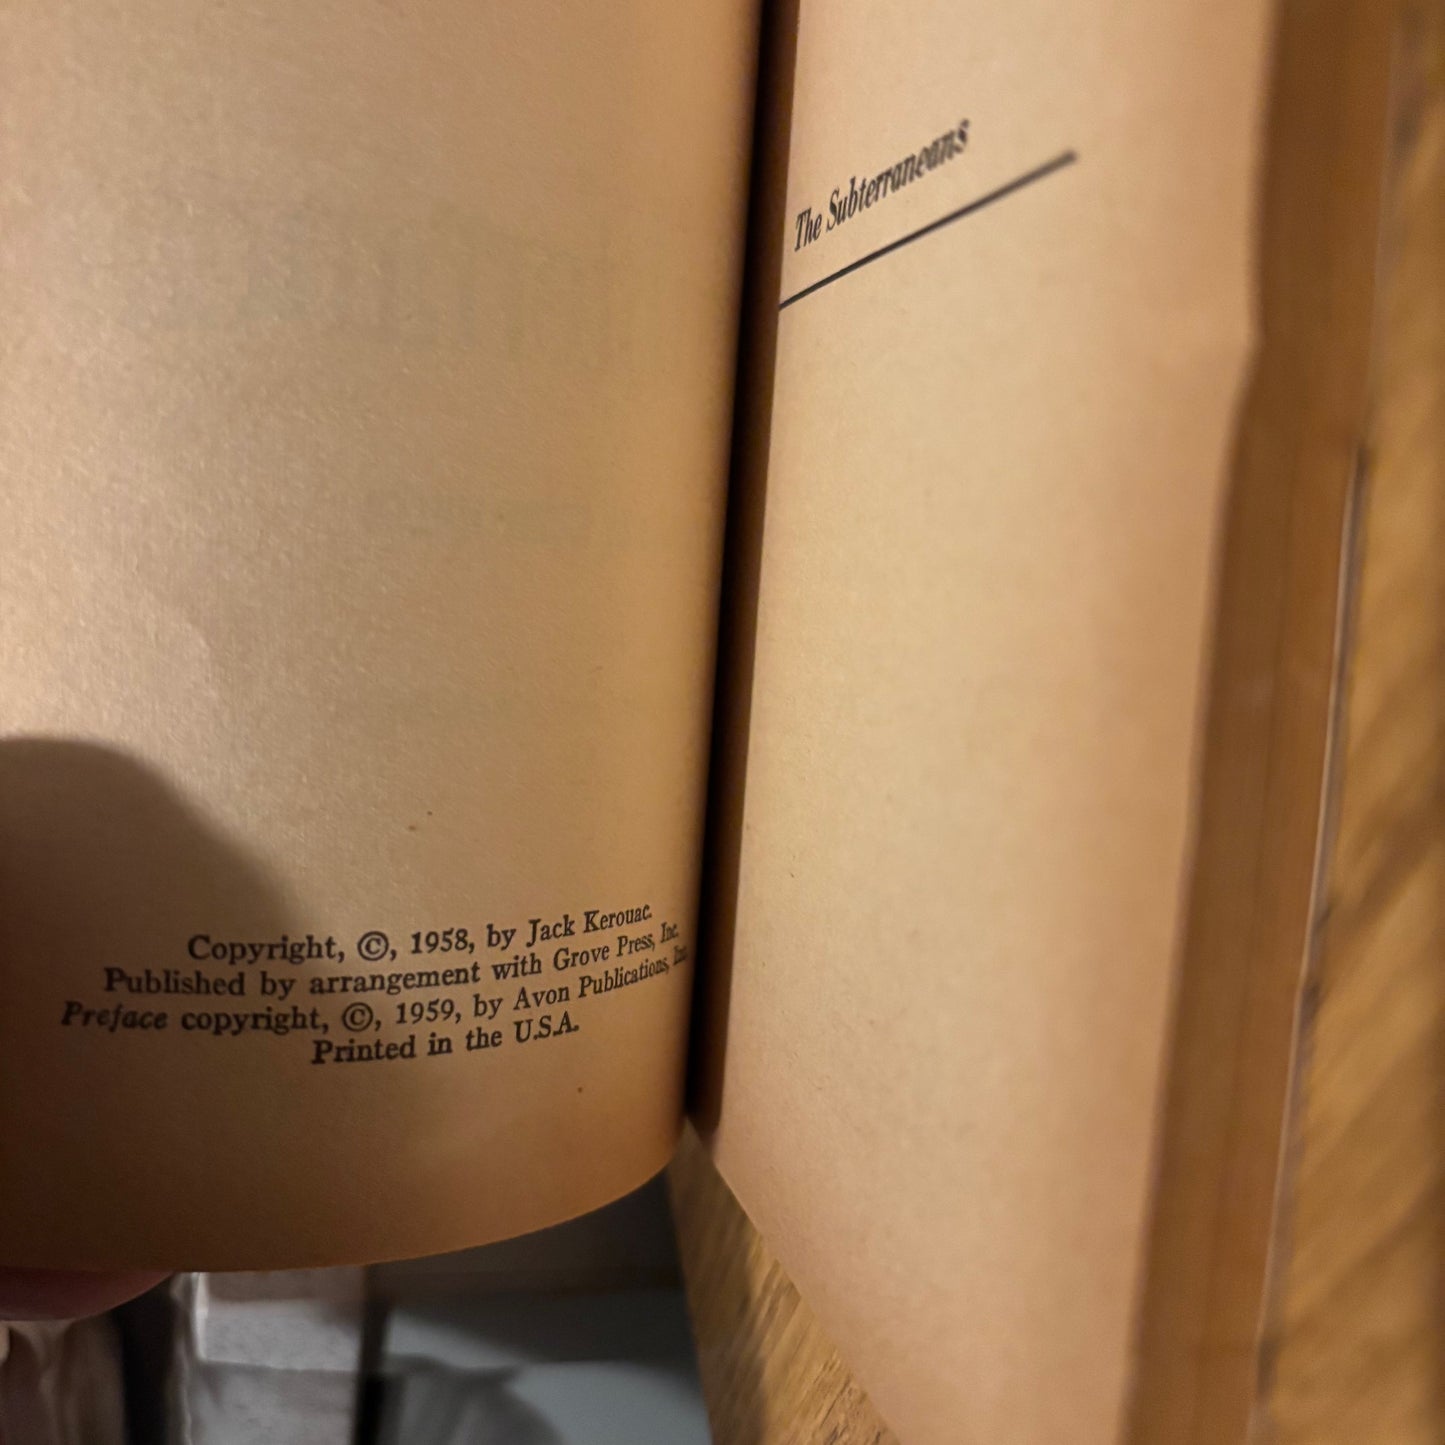 Copyright, ©, 1958, by Jack Kerouac.
Published by arrangement with Grove Press, Inc.
Preface copyright, ©, 1959, by Avon Publications, Inc.
Printed in the U.S.A.
The Subterraneans